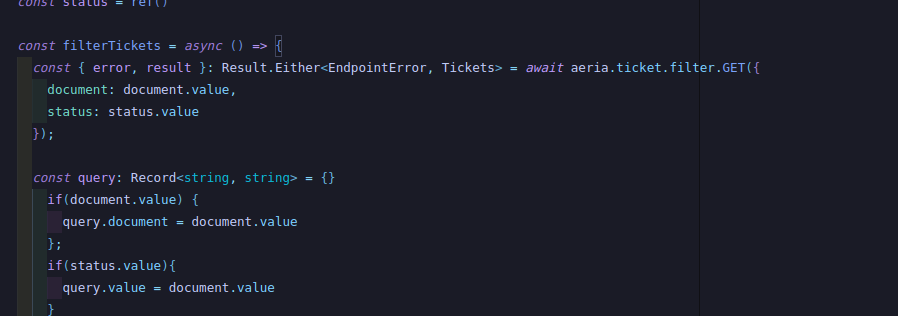 const status = ref()
const filterTickets = async () => {
const { error, result }: Result.Either<EndpointError, Tickets> = await aeria.ticket.filter.GET({
document: document.value,
status: status.value
});
const query: Record<string, string> = {}
if(document.value) {
query.document = document.value
};
if(status.value){
query.value = document.value
}